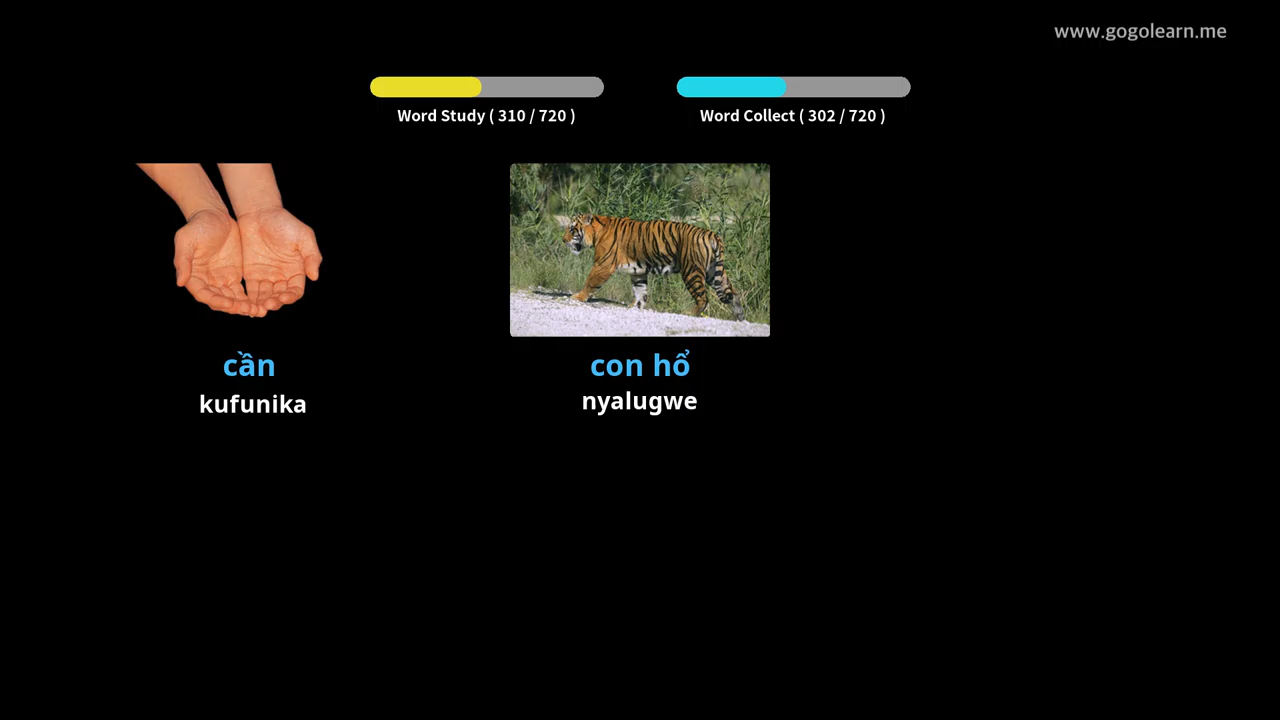 www.gogolearn.me
Word Study ( 310 / 720 )
Word Collect ( 302 / 720 )
cần
kufunika
con hổ
nyalugwe